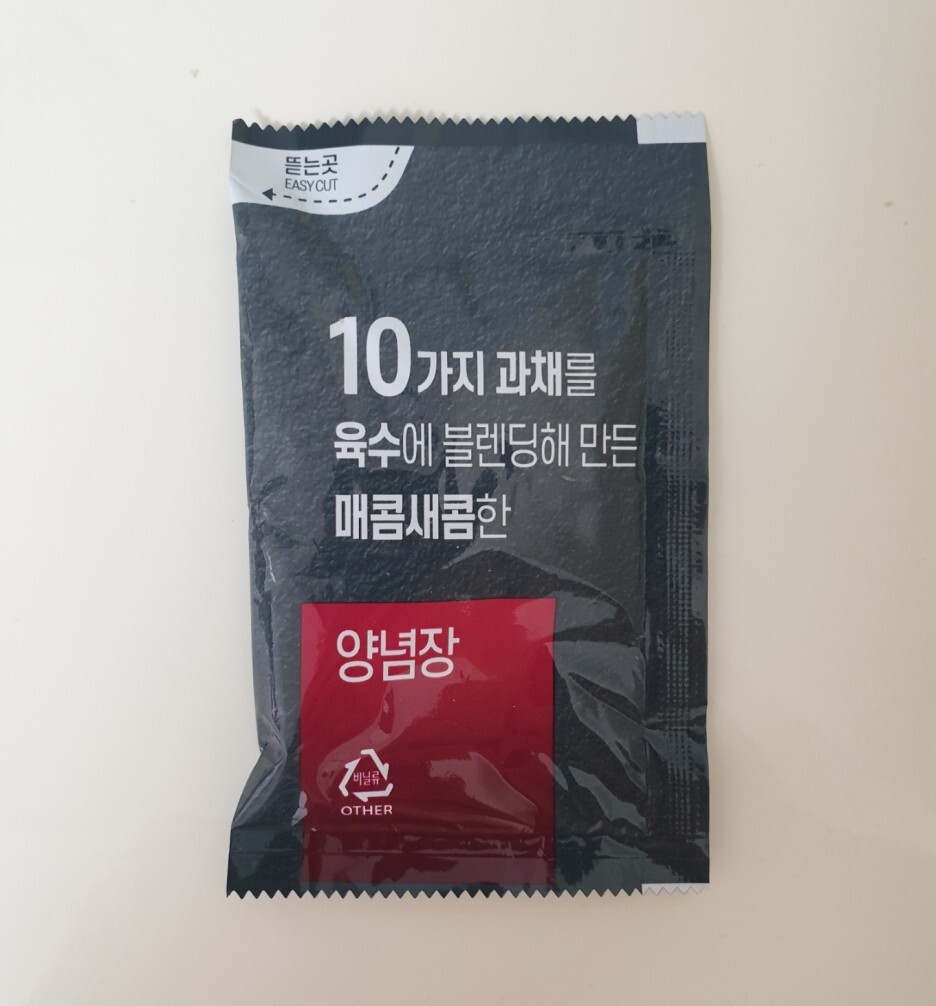 뜯는곳
EASY CUT
10가지 과채를
육수에 블렌딩해 만든
매콤새콤한
양념장
비닐류
OTHER